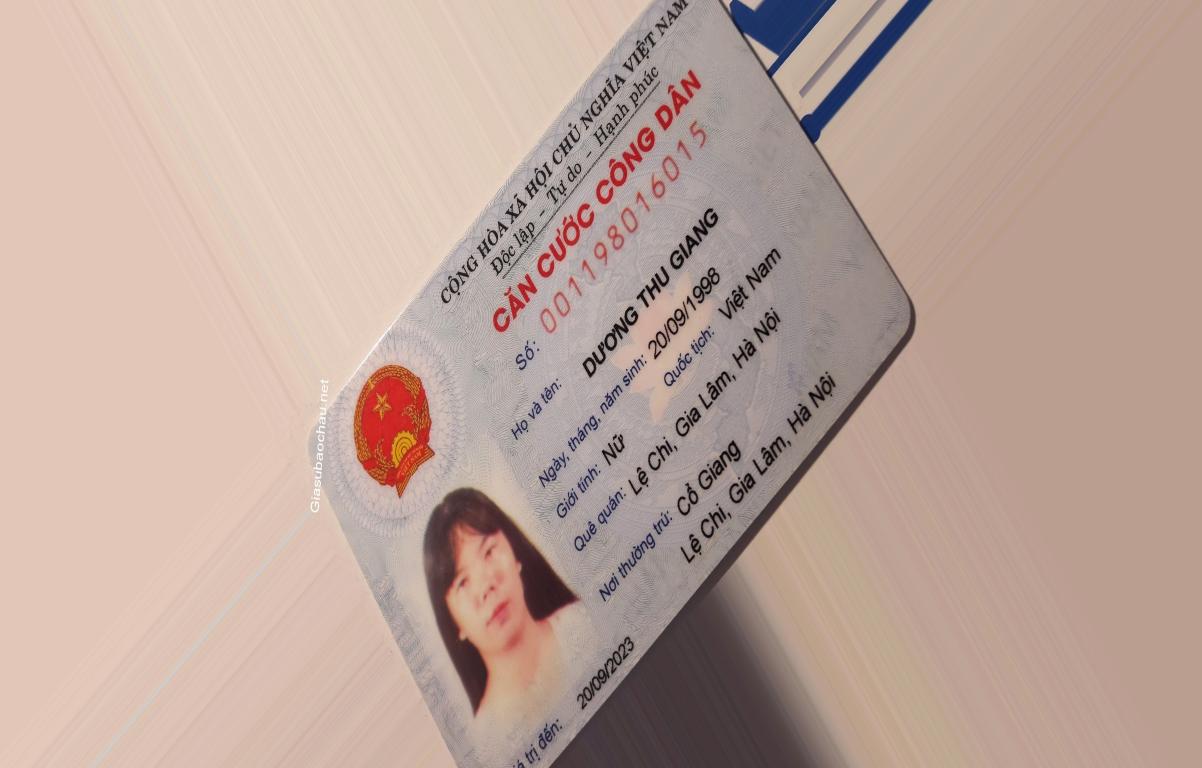 CỘNG HÒA XÃ HỘI CHỦ NGHĨA VIỆT NAM
Độc lập - Tự do - Hạnh phúc
CĂN CƯỚC CÔNG DÂN
Số: 001198016015
Họ và tên: DƯƠNG THU GIANG
Ngày, tháng, năm sinh: 20/09/1998
Giới tính: Nữ Quốc tịch: Việt Nam
Quê quán: Lệ Chi, Gia Lâm, Hà Nội
Nơi thường trú: Cổ Giang
Lệ Chi, Gia Lâm, Hà Nội
trị đến: 20/09/2023
Giasubaochau.net